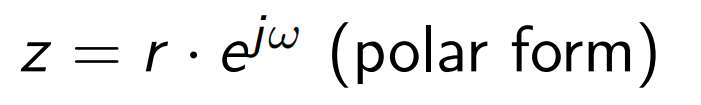 z = r · e^{jω} (polar form)